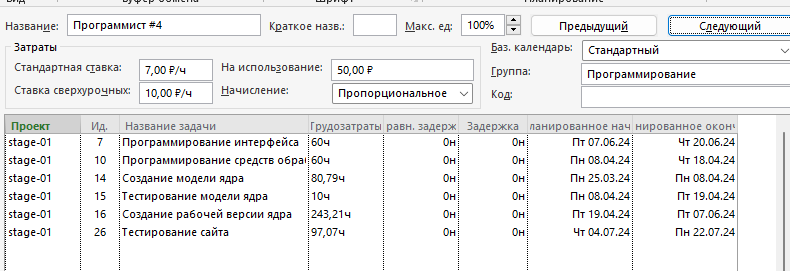 Вид Буфер обмена Шрифт Планирование
Название: Программист #4 Краткое назв.: Макс. ед: 100% Предыдущий Следующий
Затраты Баз. календарь: Стандартный
Стандартная ставка: 7,00 ₽/ч На использование: 50,00 ₽ Группа: Программирование
Ставка сверхурочных: 10,00 ₽/ч Начисление: Пропорциональное Код:
Проект Ид. Название задачи Грудозатраты равн. задерж Задержка ланированное нач нированное оконч
stage-01 7 Программирование интерфейса 60ч 0н 0н Пт 07.06.24 Чт 20.06.24
stage-01 10 Программирование средств обра 60ч 0н 0н Пн 08.04.24 Чт 18.04.24
stage-01 14 Создание модели ядра 80,79ч 0н 0н Пн 25.03.24 Пн 08.04.24
stage-01 15 Тестирование модели ядра 10ч 0н 0н Пн 08.04.24 Пт 19.04.24
stage-01 16 Создание рабочей версии ядра 243,21ч 0н 0н Пт 19.04.24 Пт 07.06.24
stage-01 26 Тестирование сайта 97,07ч 0н 0н Чт 04.07.24 Пн 22.07.24